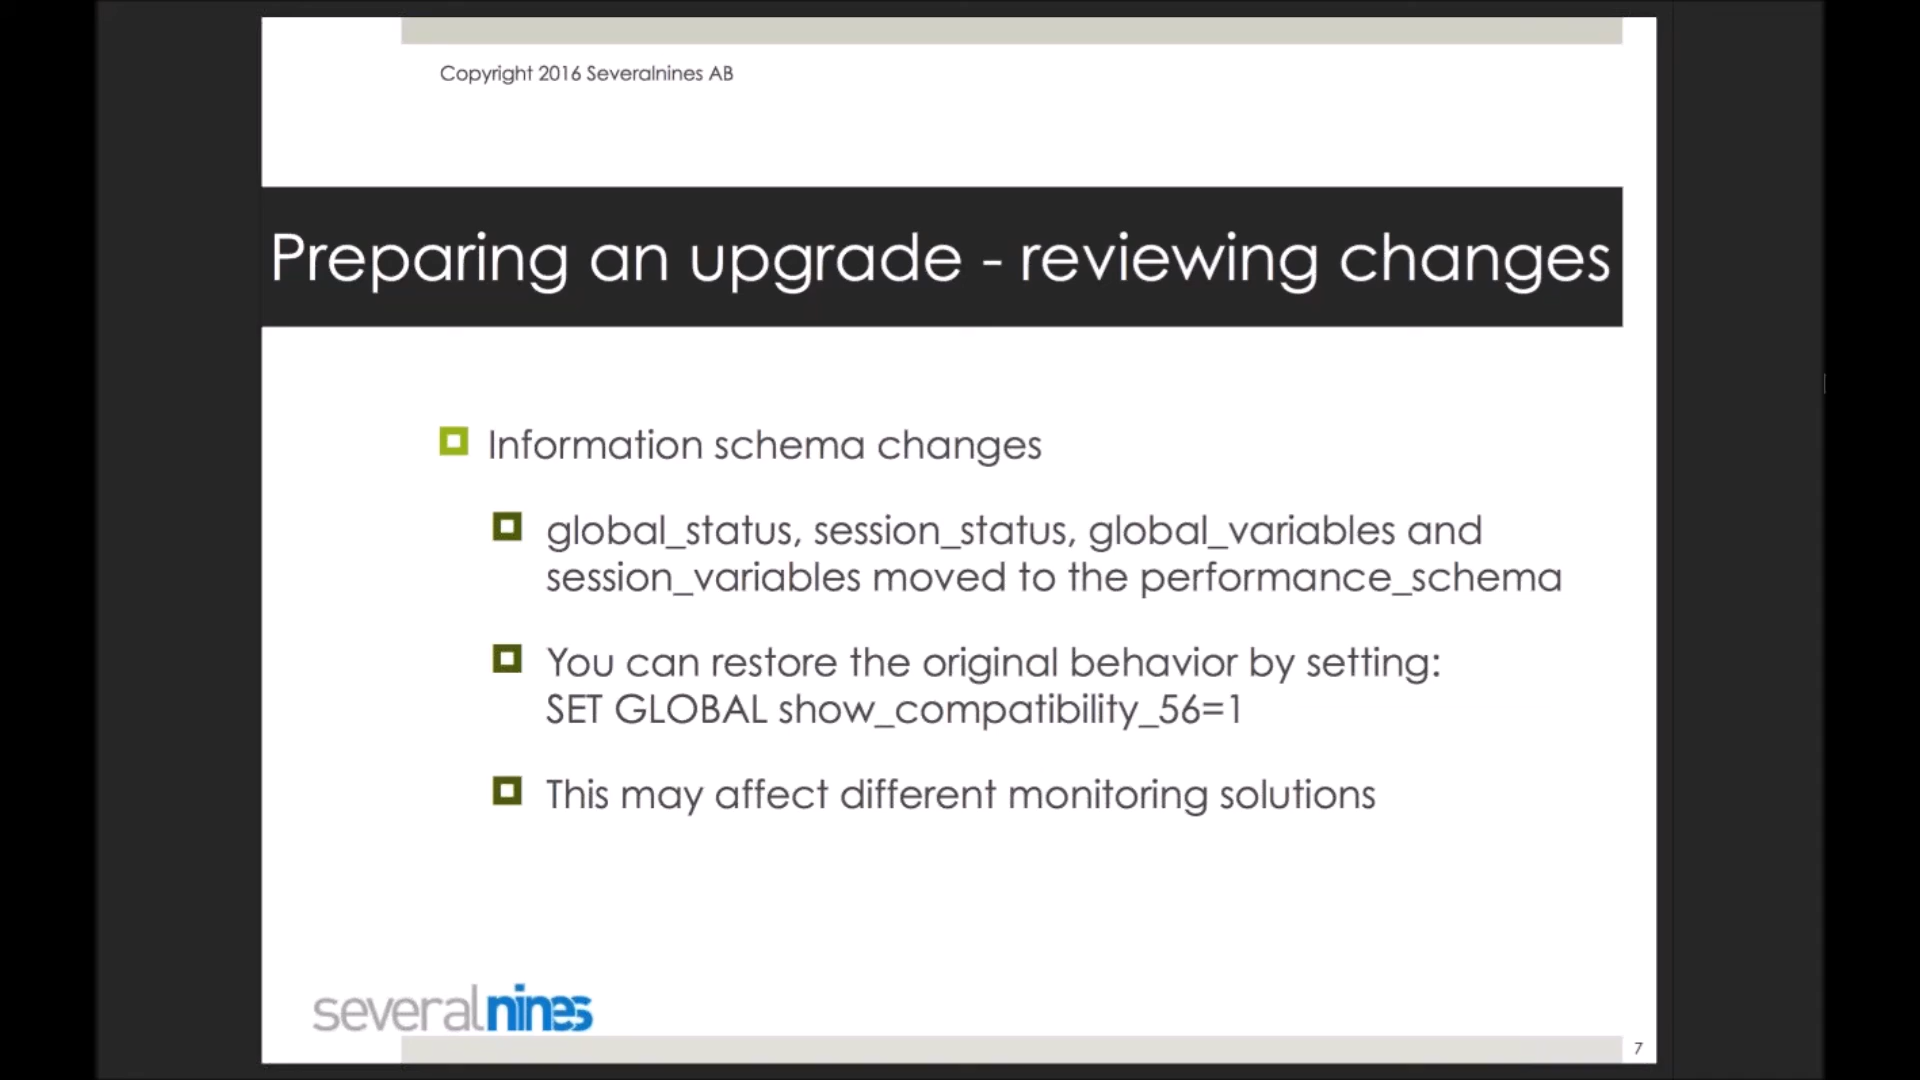 Copyright 2016 Severalnines AB
Preparing an upgrade - reviewing changes
Information schema changes
global_status, session_status, global_variables and
session_variables moved to the performance_schema
You can restore the original behavior by setting:
SET GLOBAL show_compatibility_56=1
This may affect different monitoring solutions
severalnines
7